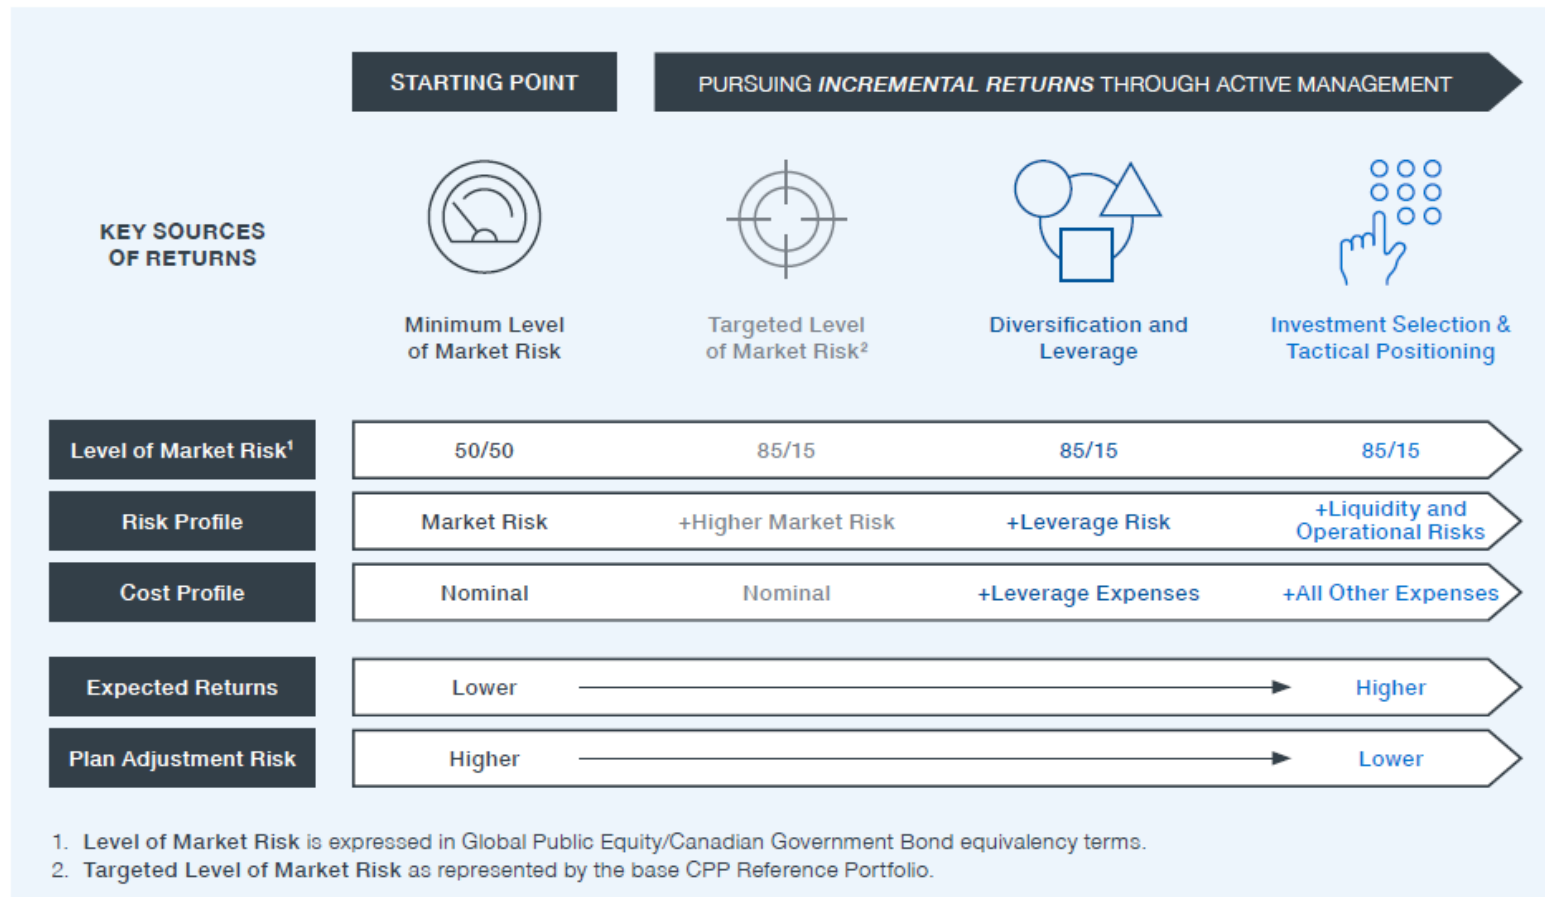 STARTING POINT
PURSUING INCREMENTAL RETURNS THROUGH ACTIVE MANAGEMENT
KEY SOURCES
OF RETURNS
Minimum Level
of Market Risk
Targeted Level
of Market Risk²
Diversification and
Leverage
Investment Selection &
Tactical Positioning
Level of Market Risk¹
50/50
85/15
85/15
85/15
Risk Profile
Market Risk
+Higher Market Risk
+Leverage Risk
+Liquidity and
Operational Risks
Cost Profile
Nominal
Nominal
+Leverage Expenses
+All Other Expenses
Expected Returns
Lower
Higher
Plan Adjustment Risk
Higher
Lower
1. Level of Market Risk is expressed in Global Public Equity/Canadian Government Bond equivalency terms.
2. Targeted Level of Market Risk as represented by the base CPP Reference Portfolio.